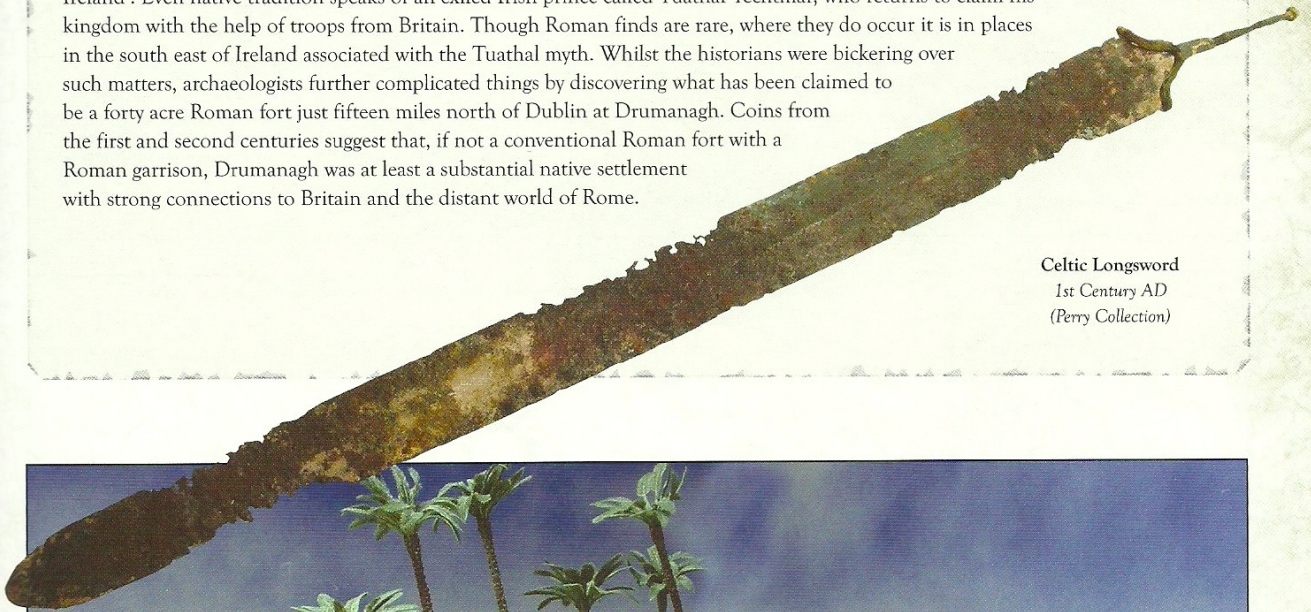 kingdom with the help of troops from Britain. Though Roman finds are rare, where they do occur it is in places
in the south east of Ireland associated with the Tuathal myth. Whilst the historians were bickering over
such matters, archaeologists further complicated things by discovering what has been claimed to
be a forty acre Roman fort just fifteen miles north of Dublin at Drumanagh. Coins from
the first and second centuries suggest that, if not a conventional Roman fort with a
Roman garrison, Drumanagh was at least a substantial native settlement
with strong connections to Britain and the distant world of Rome.
Celtic Longsword
1st Century AD
(Perry Collection)